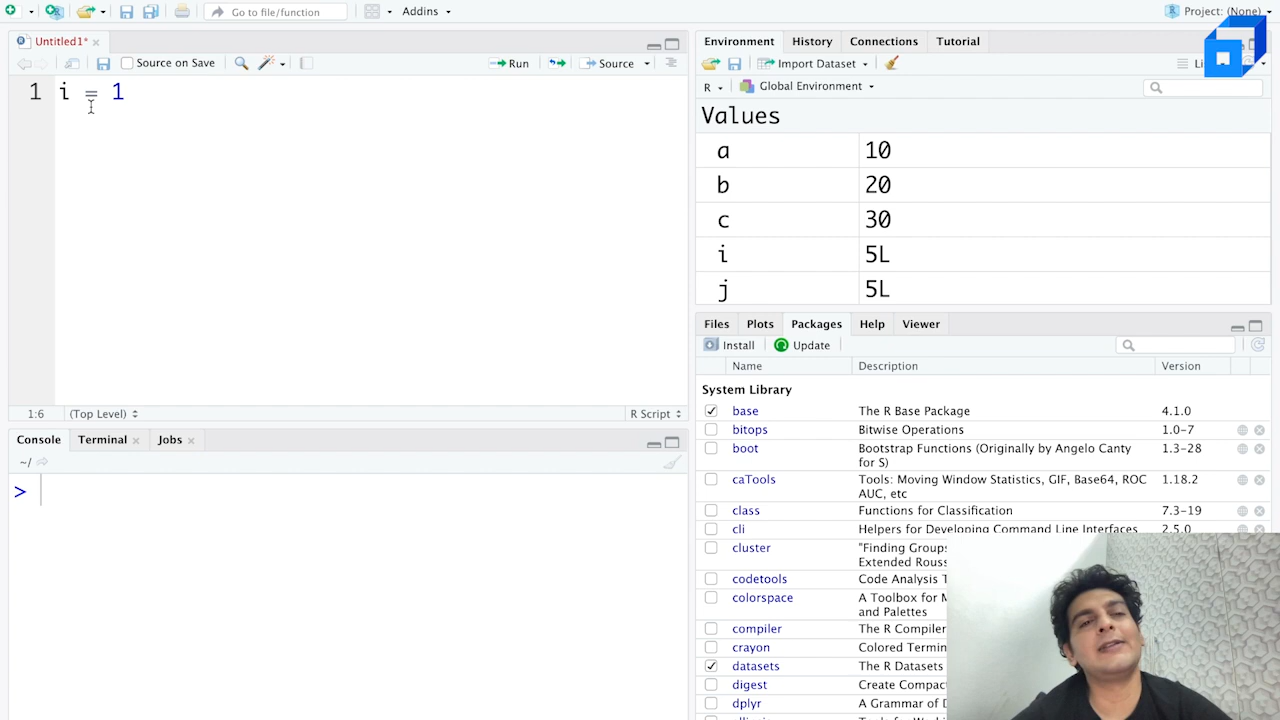 Go to file/function
Addins
Project: (None)
Untitled1*
Source on Save
Run
Source
1 i = 1
1:6
(Top Level)
R Script
Console
Terminal
Jobs
~/
>
Environment
History
Connections
Tutorial
Import Dataset
R
Global Environment
Values
a 10
b 20
c 30
i 5L
j 5L
Files
Plots
Packages
Help
Viewer
Install
Update
Name Description Version
System Library
base The R Base Package 4.1.0
bitops Bitwise Operations 1.0-7
boot Bootstrap Functions (Originally by Angelo Canty 1.3-28
for S)
caTools Tools: Moving Window Statistics, GIF, Base64, ROC 1.18.2
AUC, etc
class Functions for Classification 7.3-19
cli Helpers for Developing Command Line Interfaces 2.5.0
cluster "Finding Groups
Extended Rouss
codetools Code Analysis T
colorspace A Toolbox for M
and Palettes
compiler The R Compiler
crayon Colored Termin
datasets The R Datasets
digest Create Compac
dplyr A Grammar of D